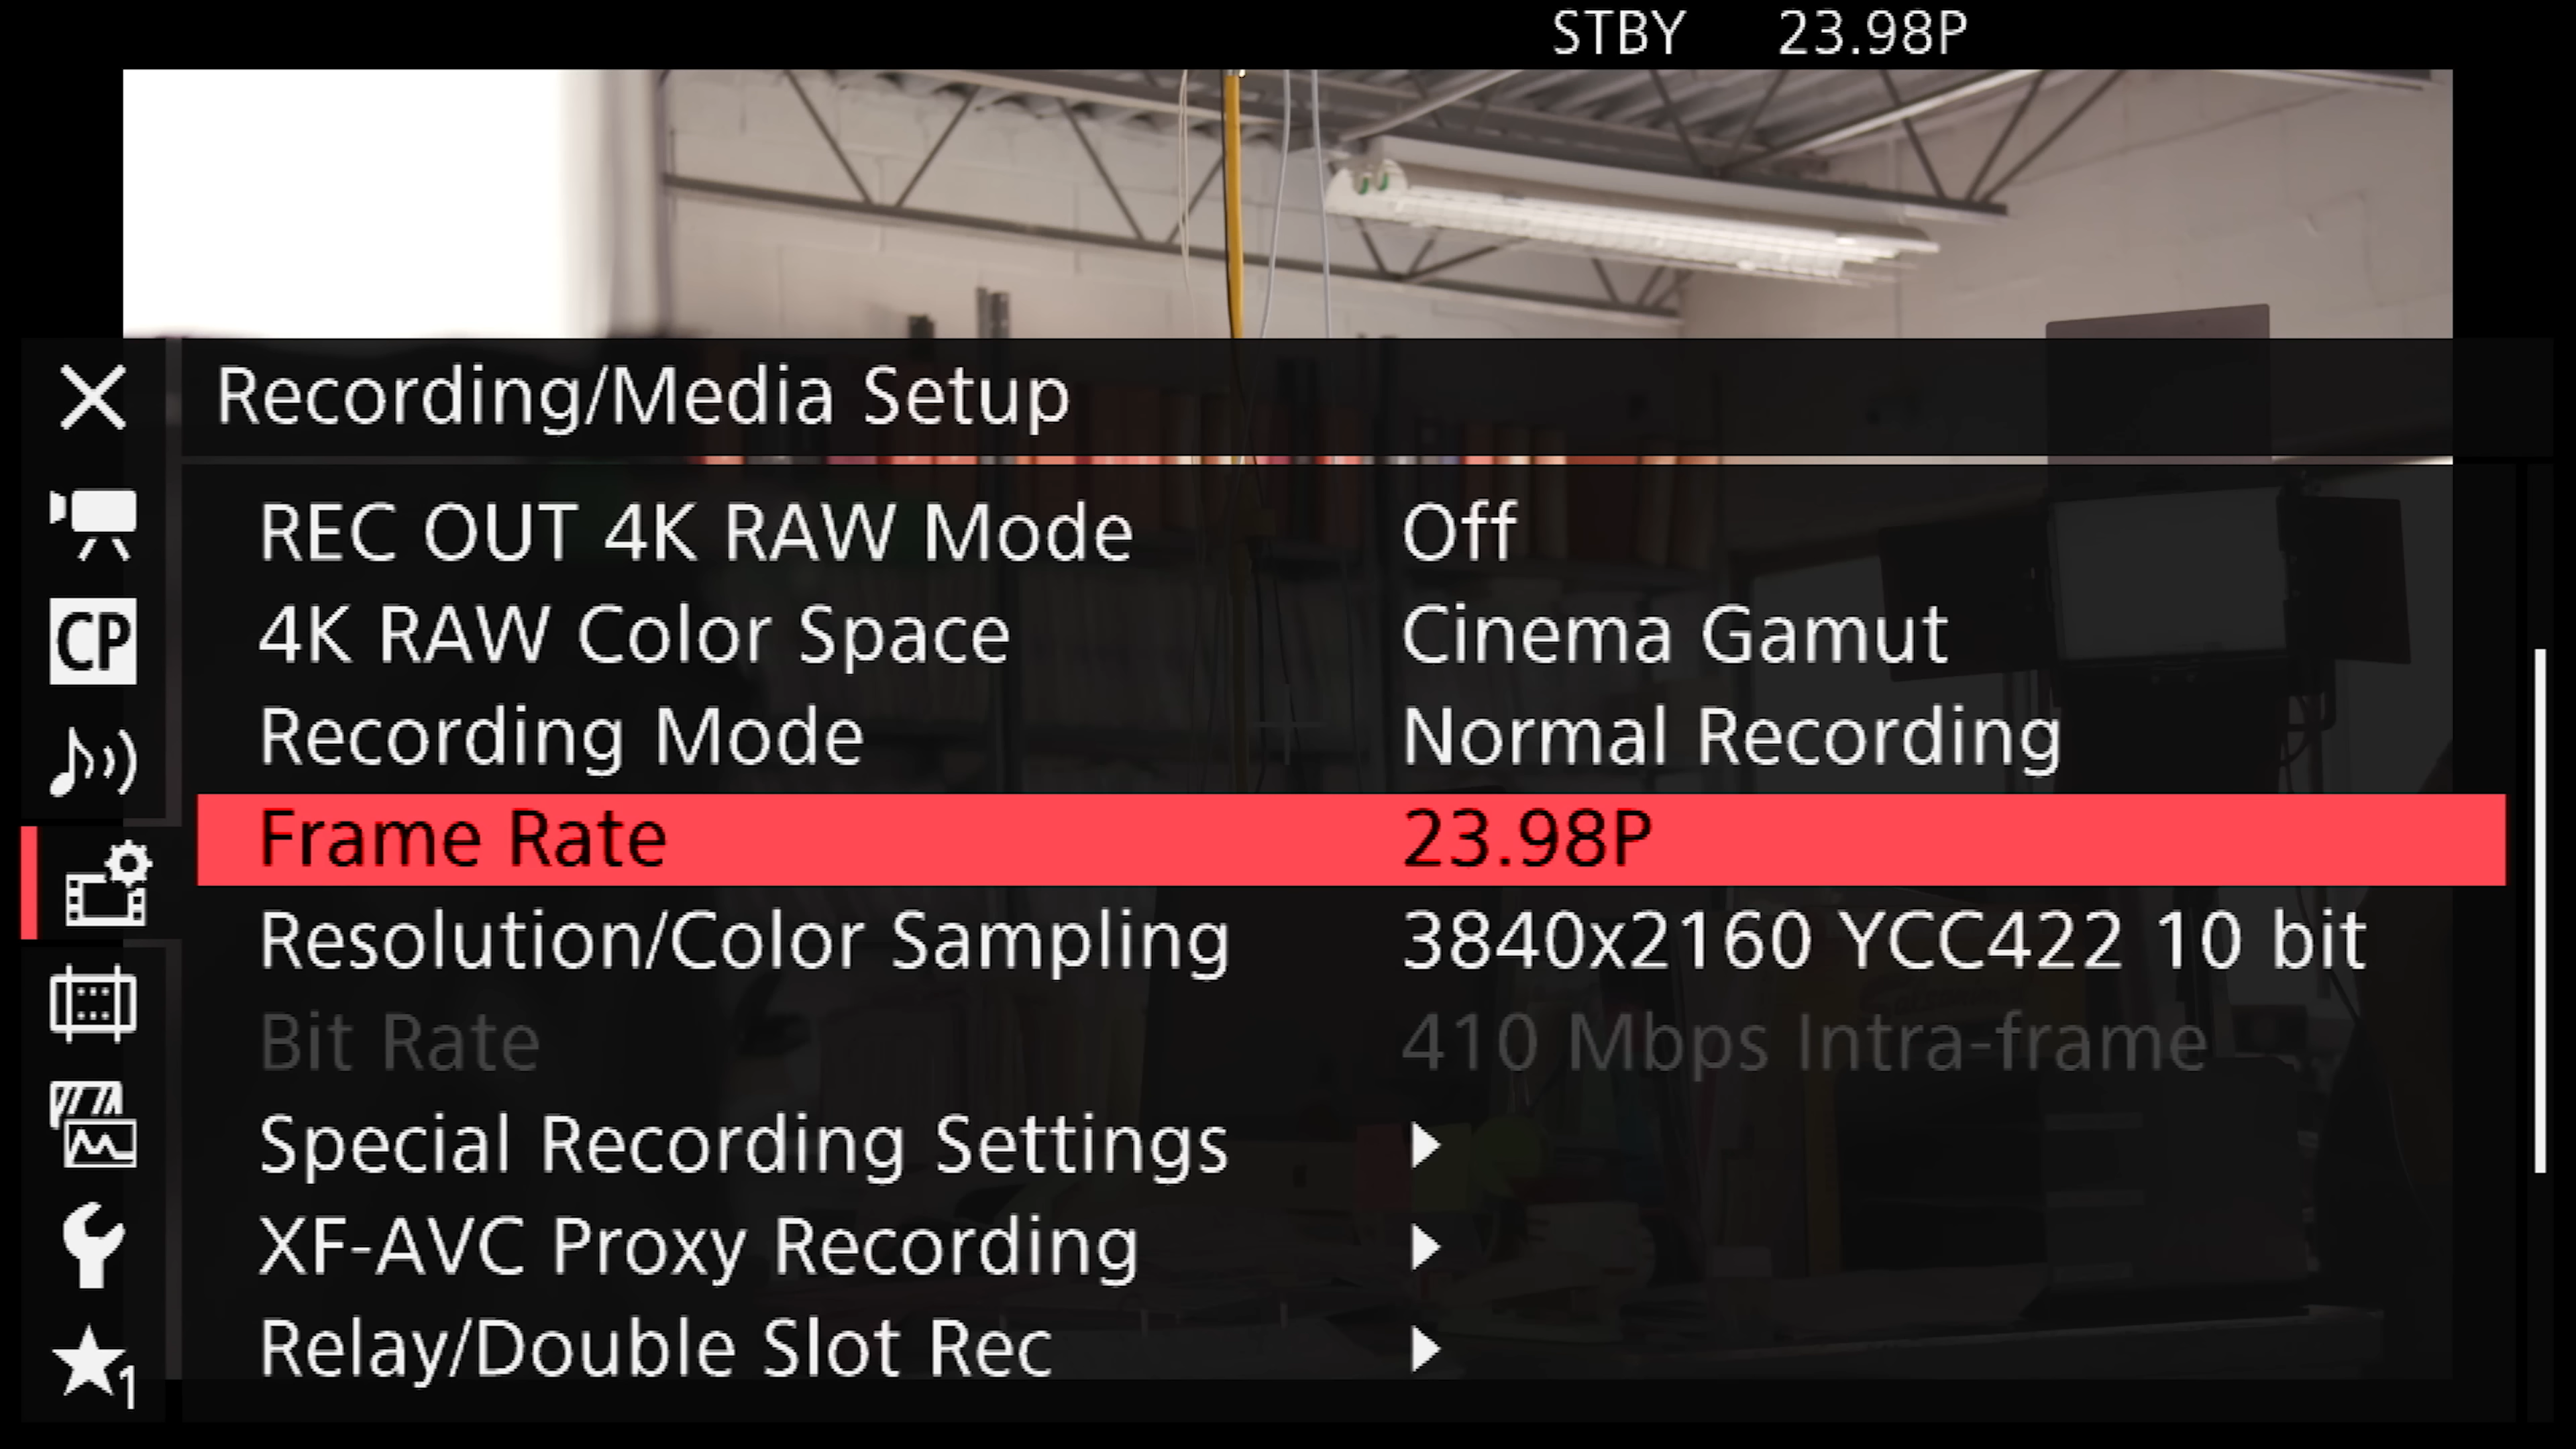 STBY 23.98P
Recording/Media Setup
REC OUT 4K RAW Mode Off
4K RAW Color Space Cinema Gamut
CP
Recording Mode Normal Recording
Frame Rate 23.98P
Resolution/Color Sampling 3840x2160 YCC422 10 bit
Bit Rate 410 Mbps Intra-frame
Special Recording Settings
XF-AVC Proxy Recording
Relay/Double Slot Rec
1